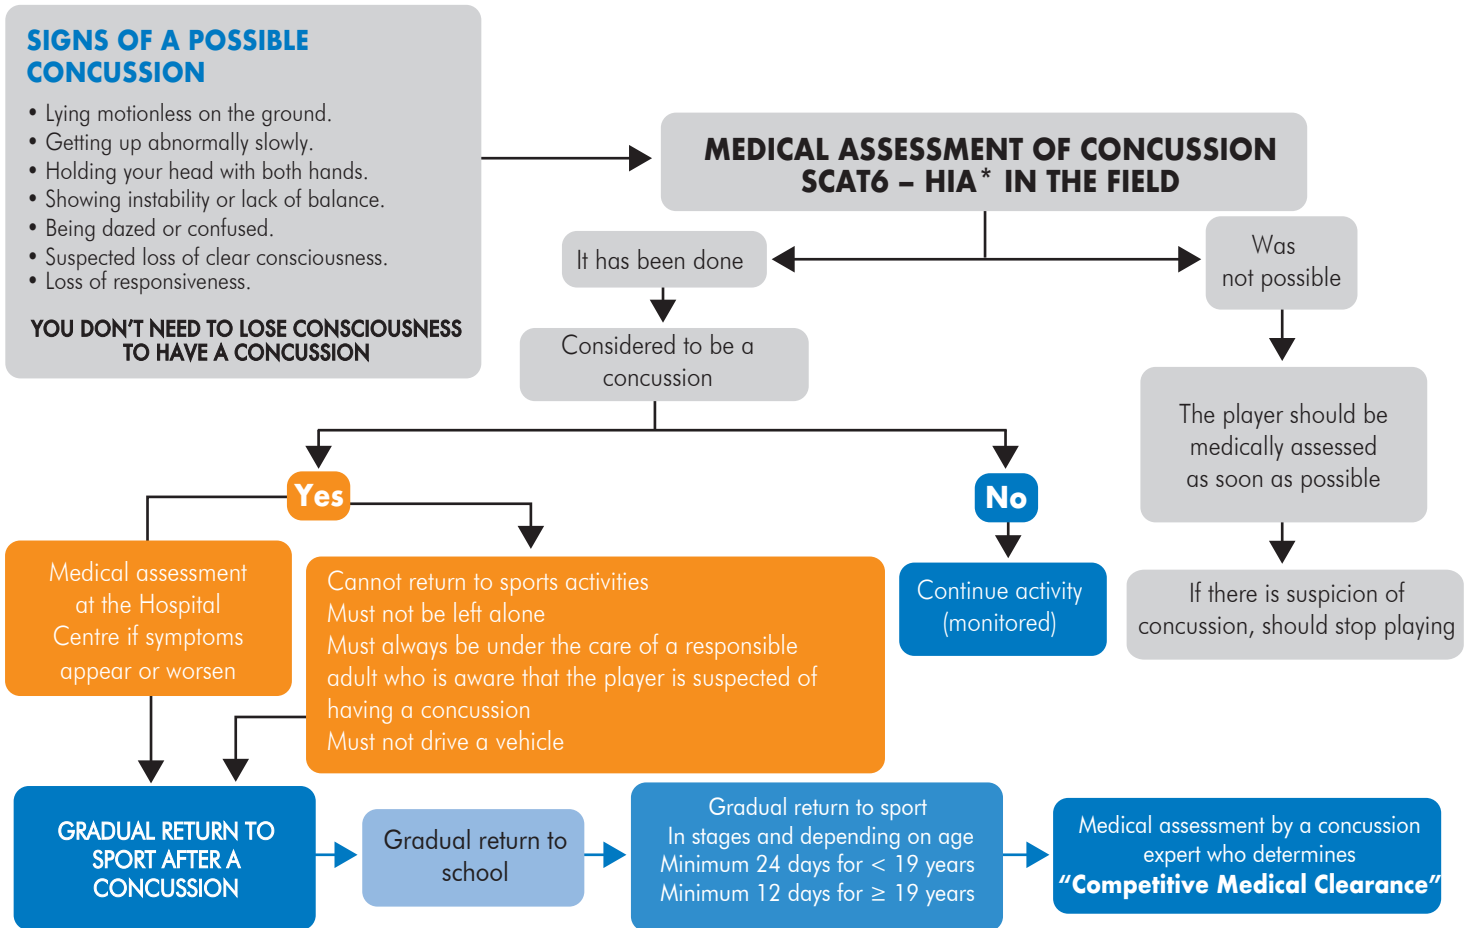 SIGNS OF A POSSIBLE
CONCUSSION
• Lying motionless on the ground.
• Getting up abnormally slowly.
• Holding your head with both hands.
• Showing instability or lack of balance.
• Being dazed or confused.
• Suspected loss of clear consciousness.
• Loss of responsiveness.
YOU DON'T NEED TO LOSE CONSCIOUSNESS
TO HAVE A CONCUSSION
MEDICAL ASSESSMENT OF CONCUSSION
SCAT6 – HIA* IN THE FIELD
It has been done
Was
not possible
Considered to be a
concussion
The player should be
medically assessed
as soon as possible
If there is suspicion of
concussion, should stop playing
Yes
No
Medical assessment
at the Hospital
Centre if symptoms
appear or worsen
Cannot return to sports activities
Must not be left alone
Must always be under the care of a responsible
adult who is aware that the player is suspected of
having a concussion
Must not drive a vehicle
Continue activity
(monitored)
GRADUAL RETURN TO
SPORT AFTER A
CONCUSSION
Gradual return to
school
Gradual return to sport
In stages and depending on age
Minimum 24 days for < 19 years
Minimum 12 days for ≥ 19 years
Medical assessment by a concussion
expert who determines
“Competitive Medical Clearance”